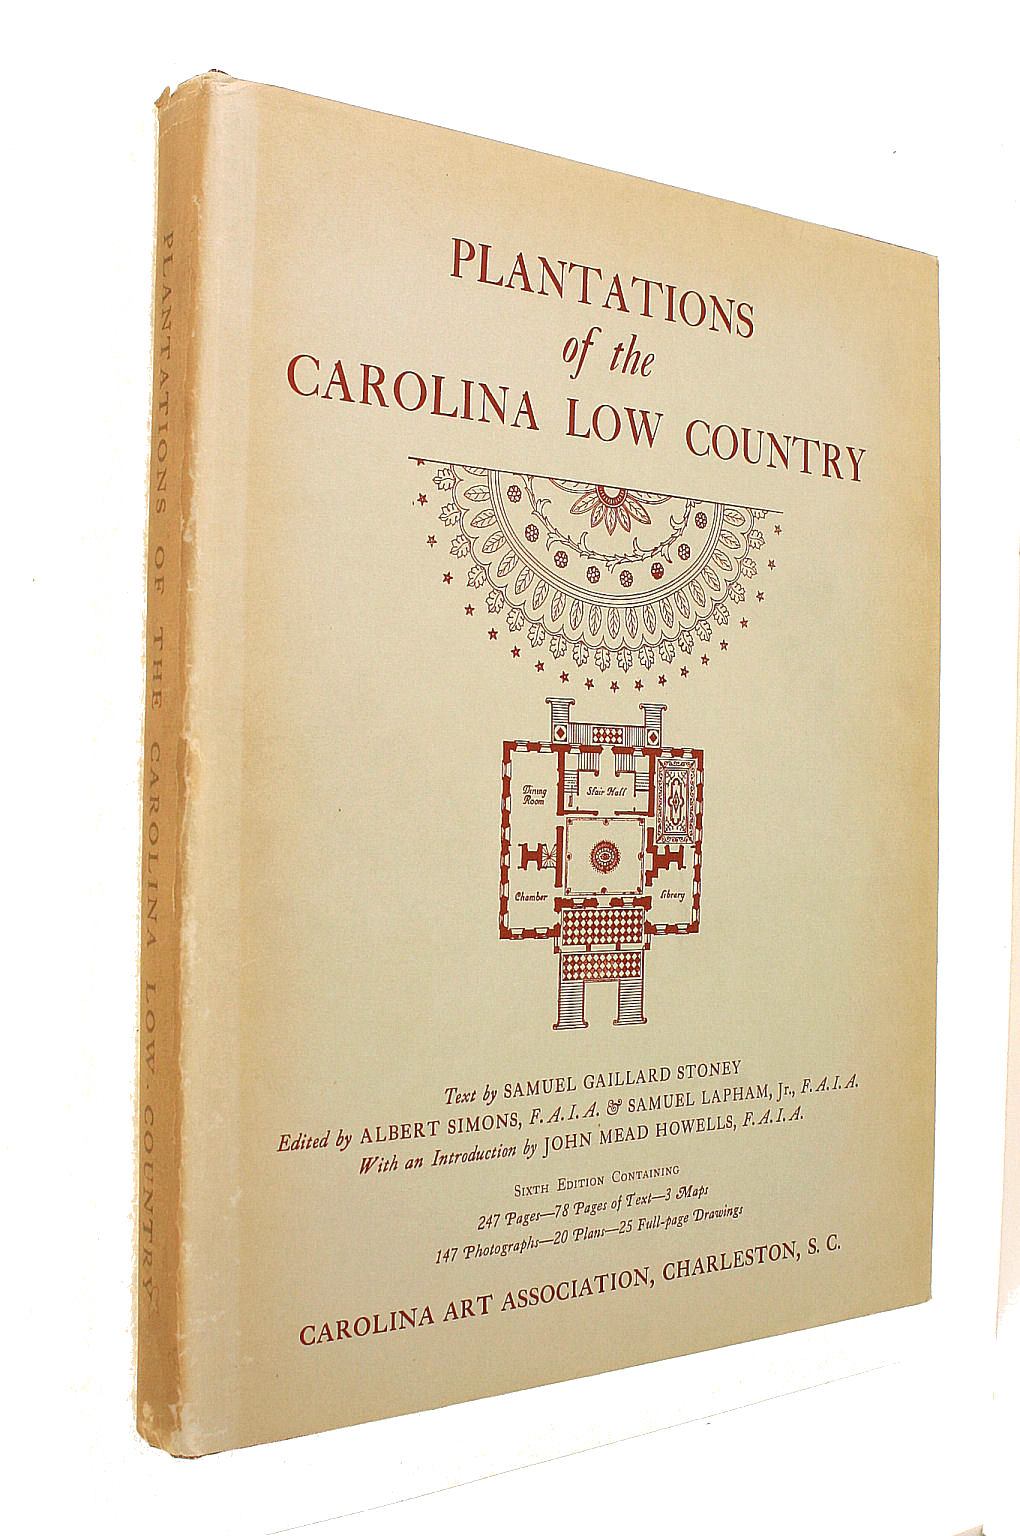 PLANTATIONS OF THE CAROLINA LOW COUNTRY
PLANTATIONS
of the
CAROLINA LOW COUNTRY
Dining
Room
Stair Hall
Chamber
Library
Text by SAMUEL GAILLARD STONEY
Edited by ALBERT SIMONS, F. A. I. A. & SAMUEL LAPHAM, Jr., F. A. I. A.
With an Introduction by JOHN MEAD HOWELLS, F. A. I. A.
SIXTH EDITION CONTAINING
247 Pages—78 Pages of Text—3 Maps
147 Photographs—20 Plans—25 Full-page Drawings
CAROLINA ART ASSOCIATION, CHARLESTON, S. C.